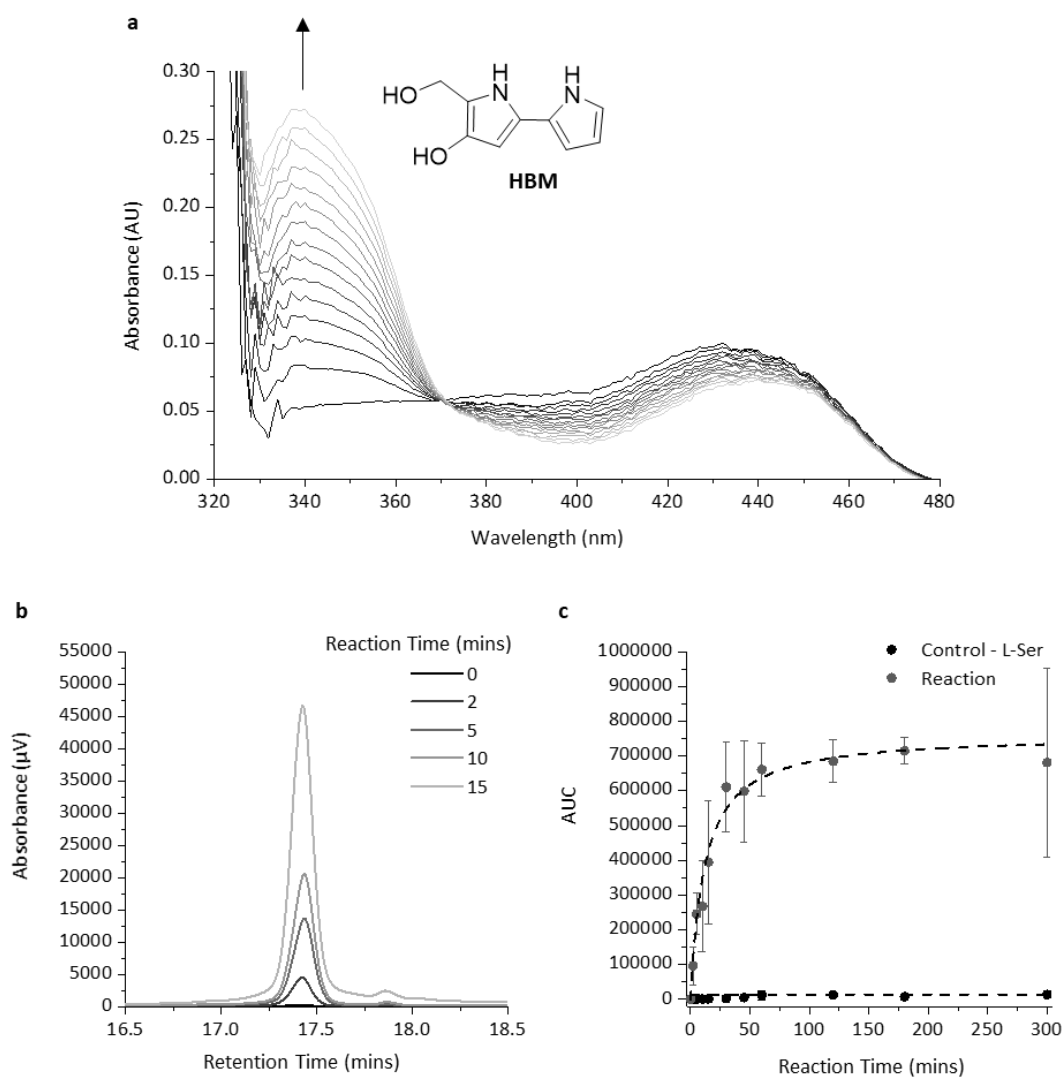 a
0.30
0.25
0.20
0.15
0.10
0.05
0.00
Absorbance (AU)
H
N
H
N
HO
HO
HBM
320
340
360
380
400
420
440
460
480
Wavelength (nm)
b
Reaction Time (mins)
0
2
5
10
15
55000
50000
45000
40000
35000
30000
25000
20000
15000
10000
5000
0
Absorbance (µV)
16.5
17.0
17.5
18.0
18.5
Retention Time (mins)
c
Control - L-Ser
Reaction
1000000
900000
800000
700000
600000
500000
400000
300000
200000
100000
0
AUC
0
50
100
150
200
250
300
Reaction Time (mins)